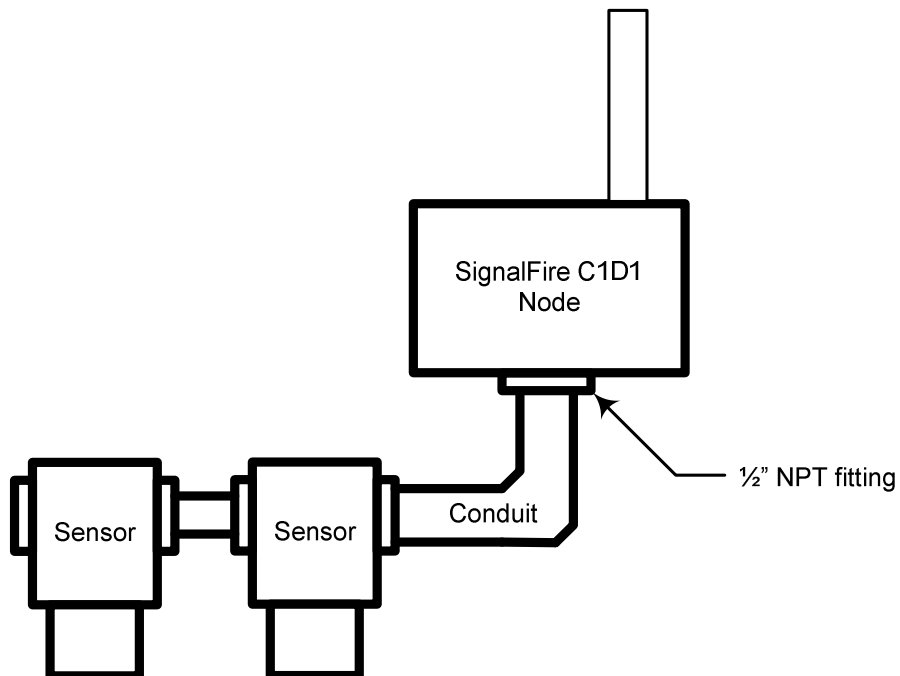 SignalFire C1D1
Node
½” NPT fitting
Conduit
Sensor
Sensor